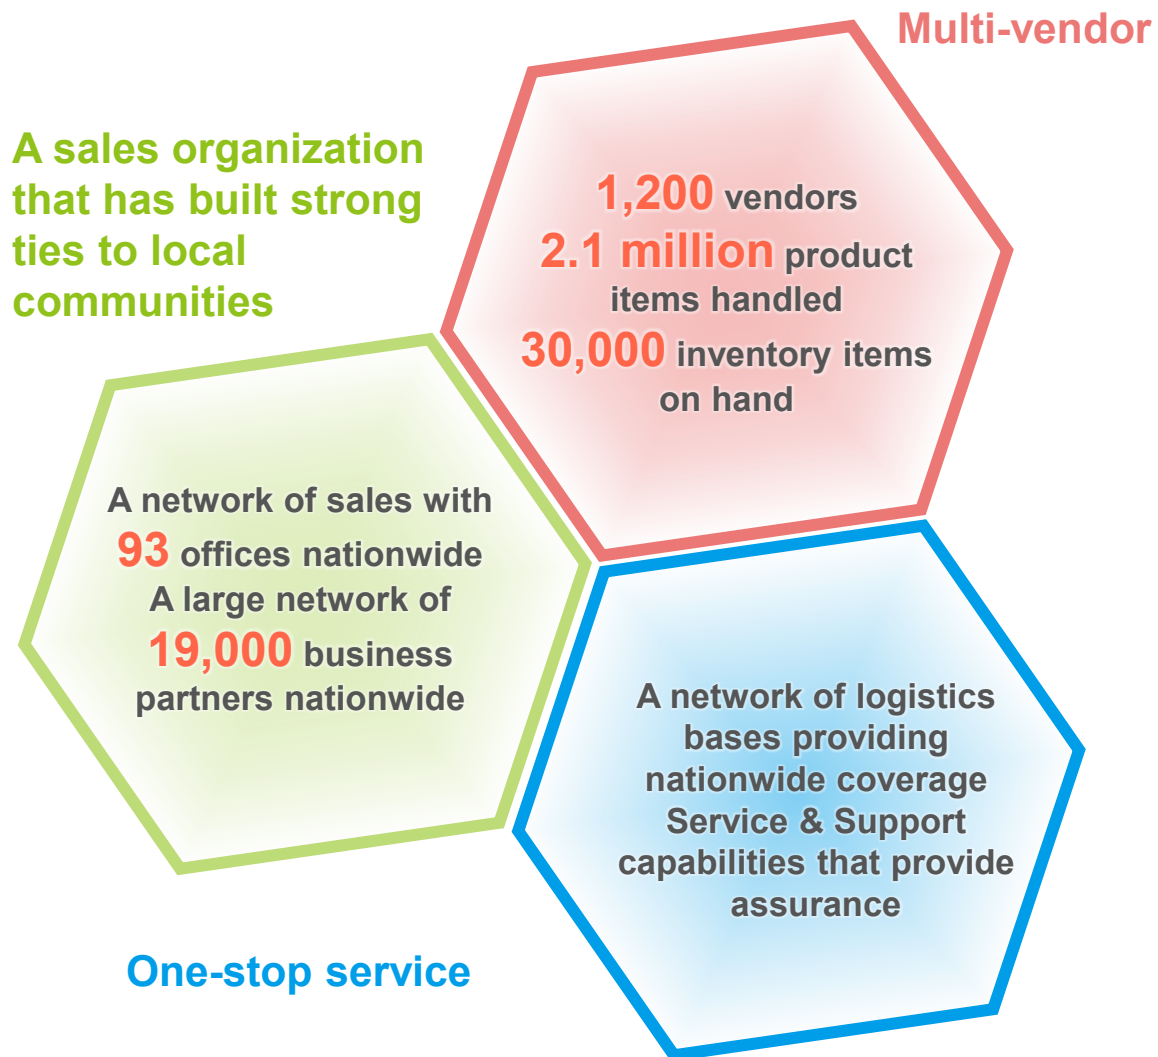 Multi-vendor
1,200 vendors
2.1 million product
items handled
30,000 inventory items
on hand
A sales organization
that has built strong
ties to local
communities
A network of sales with
93 offices nationwide
A large network of
19,000 business
partners nationwide
A network of logistics
bases providing
nationwide coverage
Service & Support
capabilities that provide
assurance
One-stop service